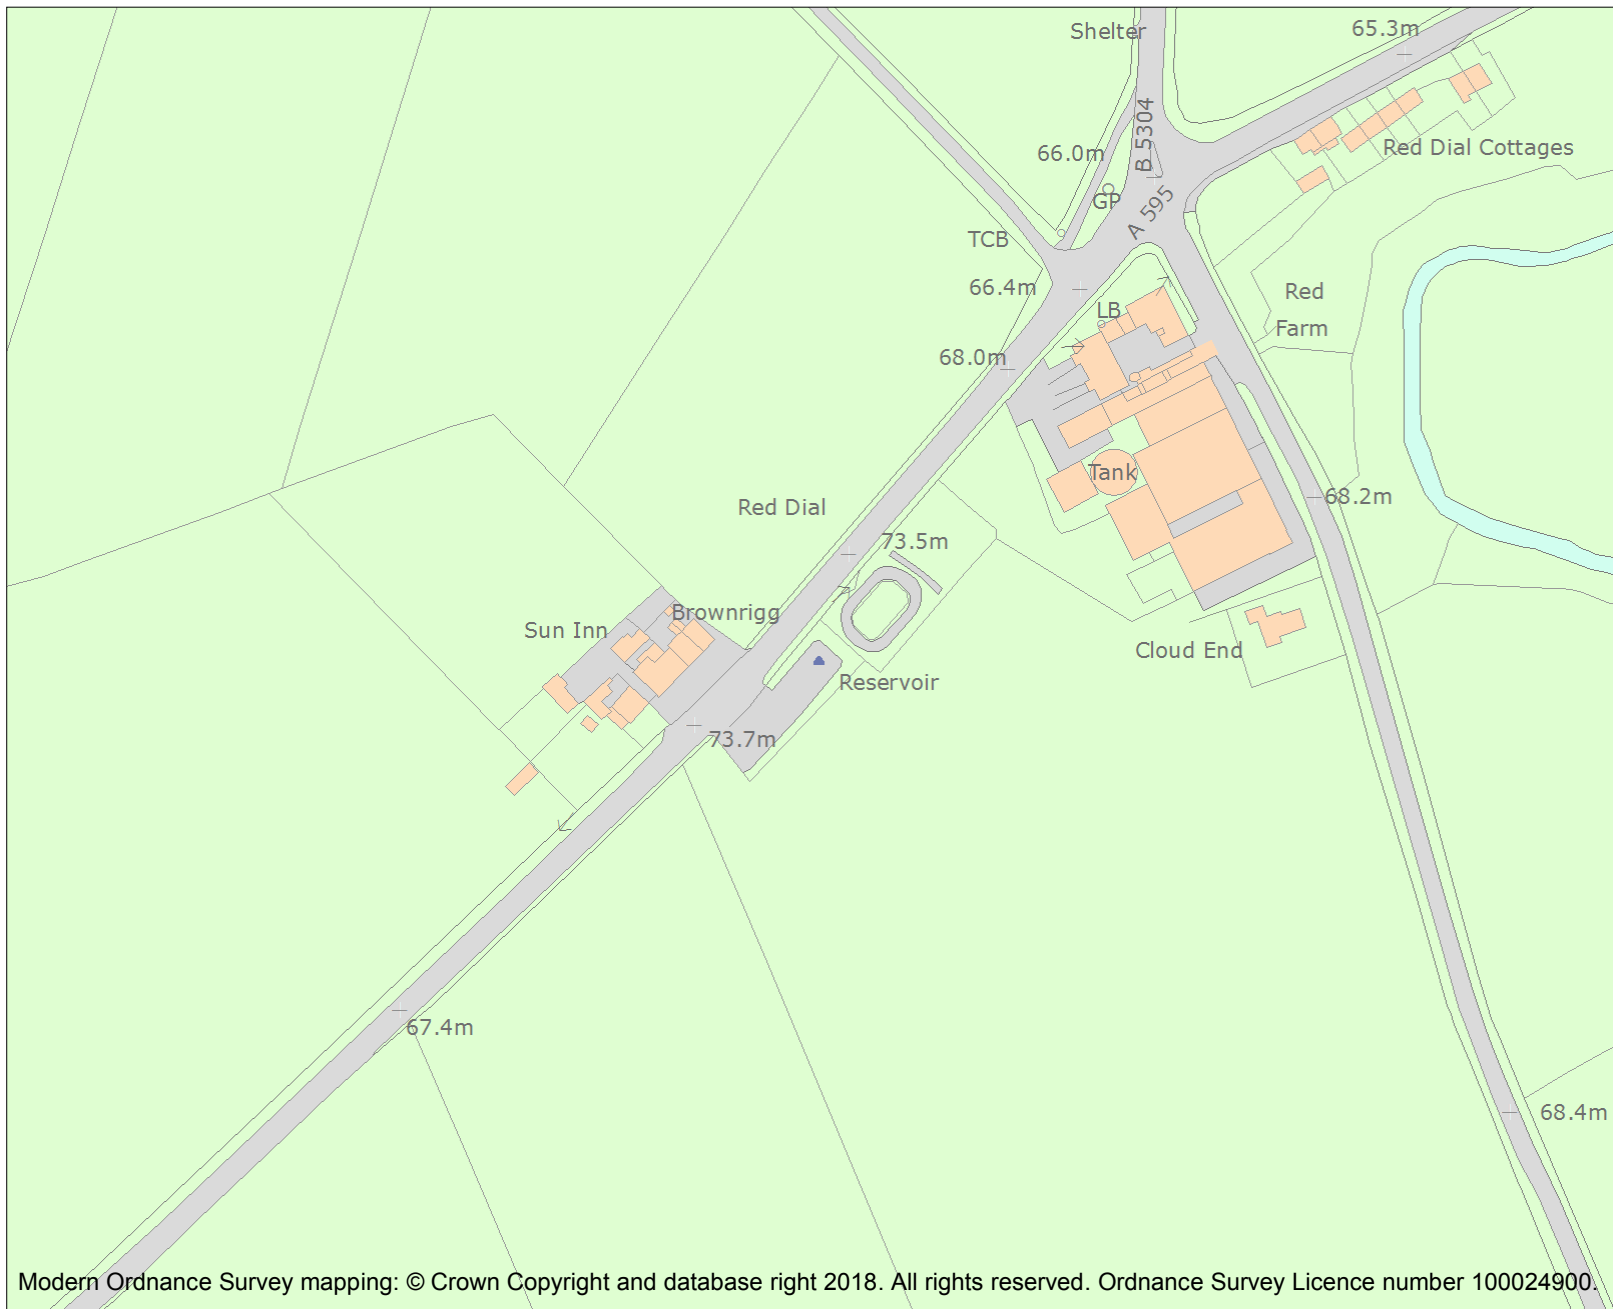 Shelter
65.3m
B 5304
66.0m
Red Dial Cottages
GP
A 595
TCB
66.4m
Red
Farm
LB
68.0m
Tank
68.2m
Red Dial
73.5m
Brownrigg
Sun Inn
Cloud End
Reservoir
73.7m
67.4m
68.4m
Modern Ordnance Survey mapping: © Crown Copyright and database right 2018. All rights reserved. Ordnance Survey Licence number 100024900.